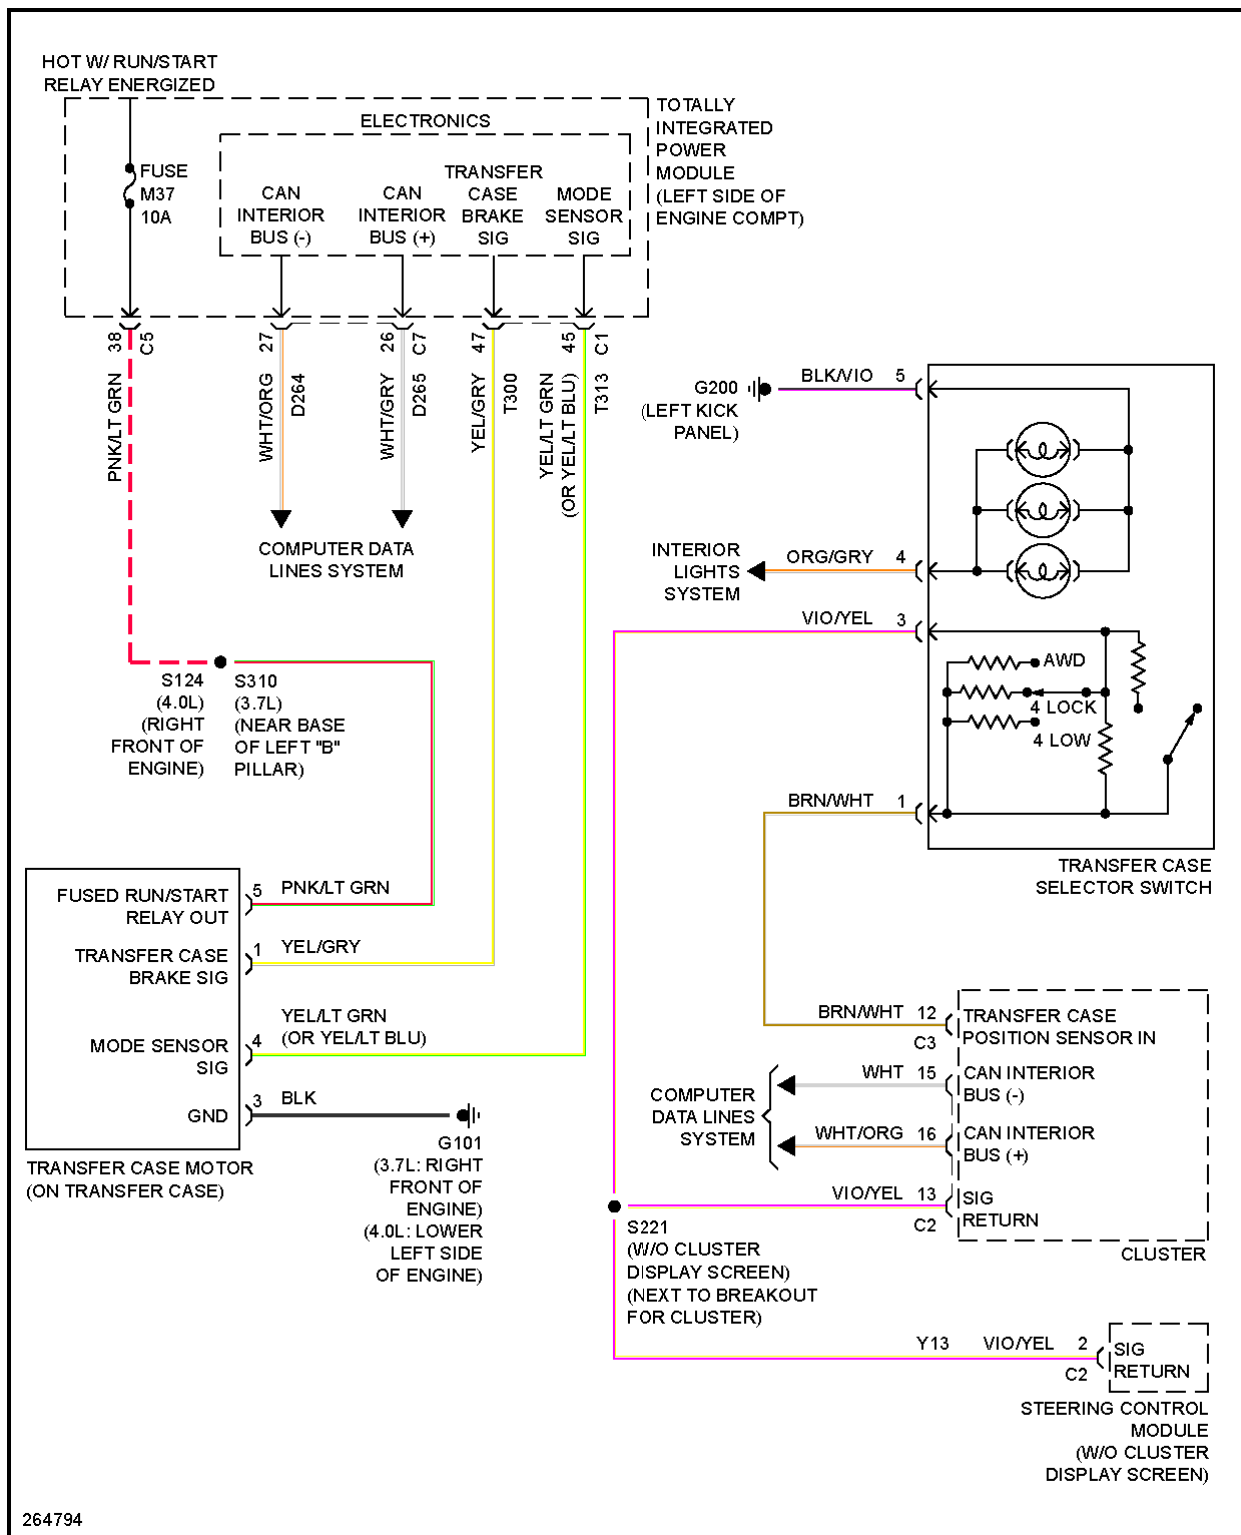 HOT W/ RUN/START
RELAY ENERGIZED
TOTALLY
INTEGRATED
POWER
MODULE
(LEFT SIDE OF
ENGINE COMPT)
ELECTRONICS
FUSE
M37
10A
CAN
INTERIOR
BUS (-)
CAN
INTERIOR
BUS (+)
TRANSFER
CASE
BRAKE
SIG
MODE
SENSOR
SIG
38
C5
27
26
C7
47
45
C1
PNK/LT GRN
WHT/ORG
D264
WHT/GRY
D265
YEL/GRY
T300
YEL/LT GRN
(OR YEL/LT BLU)
T313
COMPUTER DATA
LINES SYSTEM
G200
(LEFT KICK
PANEL)
BLK/VIO
5
INTERIOR
LIGHTS
SYSTEM
ORG/GRY
4
VIO/YEL
3
AWD
4 LOCK
4 LOW
BRN/WHT
1
TRANSFER CASE
SELECTOR SWITCH
S124
(4.0L)
(RIGHT
FRONT OF
ENGINE)
S310
(3.7L)
(NEAR BASE
OF LEFT "B"
PILLAR)
FUSED RUN/START
RELAY OUT
5
PNK/LT GRN
TRANSFER CASE
BRAKE SIG
1
YEL/GRY
MODE SENSOR
SIG
4
YEL/LT GRN
(OR YEL/LT BLU)
GND
3
BLK
G101
(3.7L: RIGHT
FRONT OF
ENGINE)
(4.0L: LOWER
LEFT SIDE
OF ENGINE)
TRANSFER CASE MOTOR
(ON TRANSFER CASE)
BRN/WHT
12
C3
TRANSFER CASE
POSITION SENSOR IN
COMPUTER
DATA LINES
SYSTEM
WHT
15
CAN INTERIOR
BUS (-)
WHT/ORG
16
CAN INTERIOR
BUS (+)
VIO/YEL
13
C2
SIG
RETURN
CLUSTER
S221
(W/O CLUSTER
DISPLAY SCREEN)
(NEXT TO BREAKOUT
FOR CLUSTER)
Y13
VIO/YEL
2
C2
SIG
RETURN
STEERING CONTROL
MODULE
(W/O CLUSTER
DISPLAY SCREEN)
264794